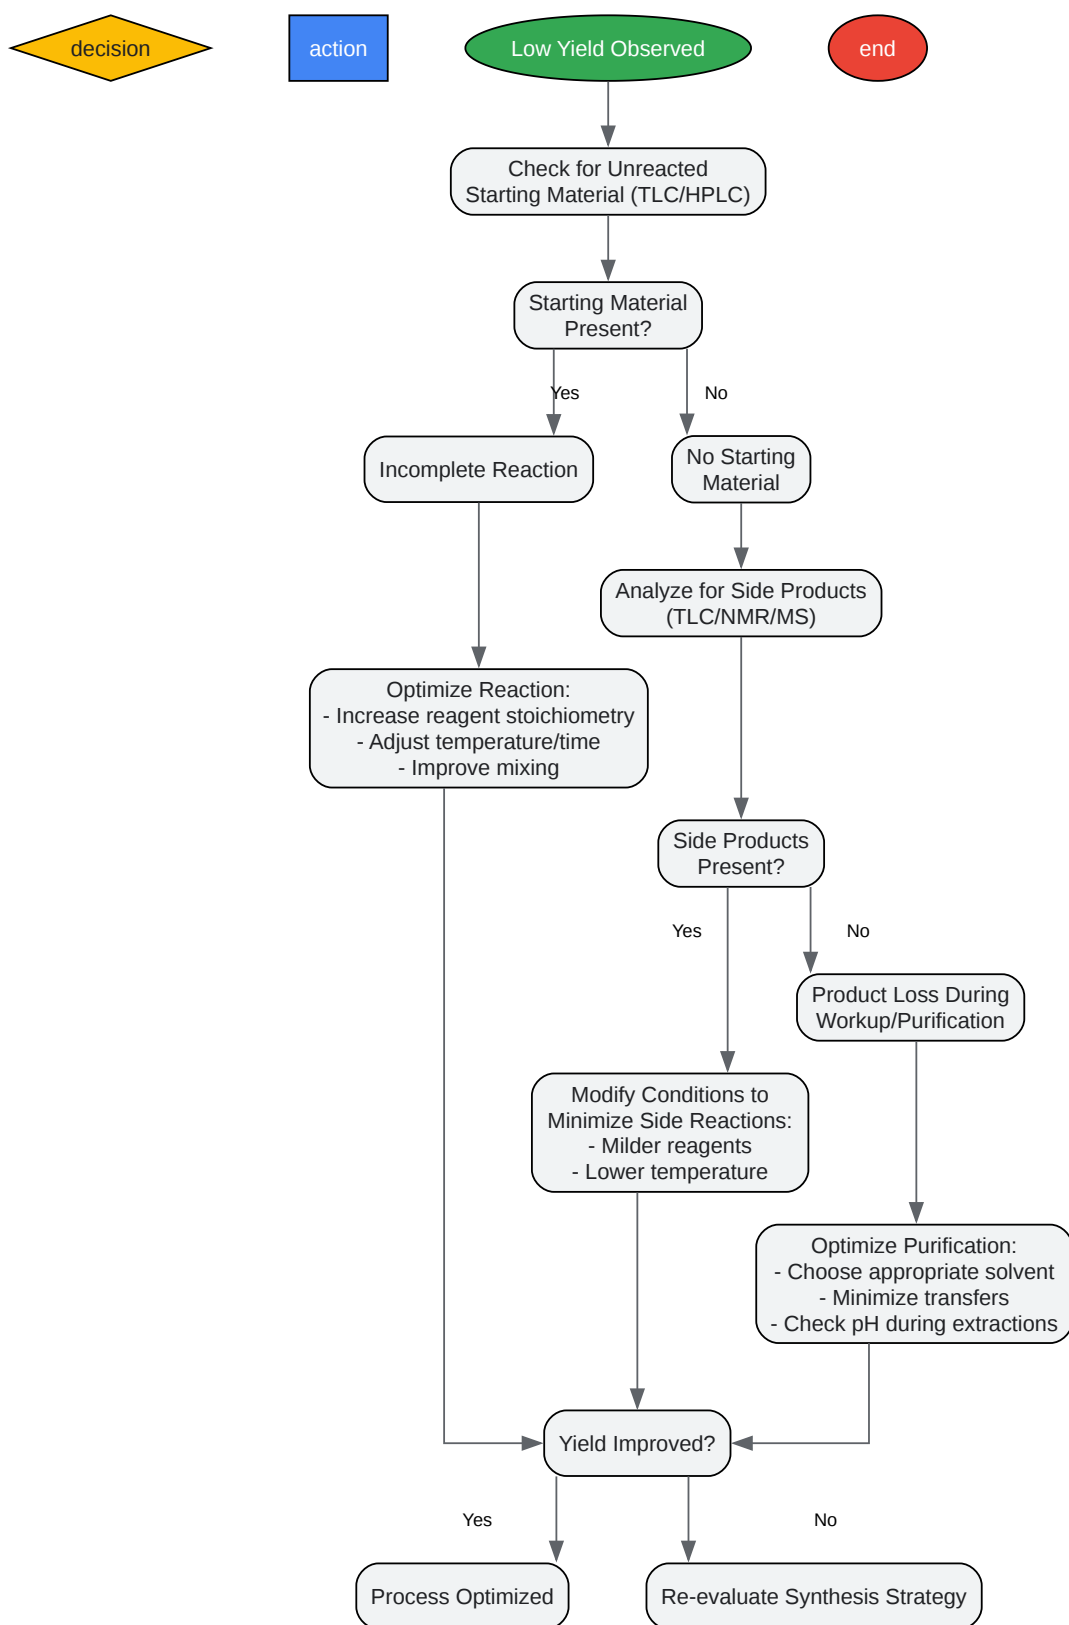 decision
action
Low Yield Observed
end
Check for Unreacted
Starting Material (TLC/HPLC)
Starting Material
Present?
Yes
No
Incomplete Reaction
No Starting
Material
Analyze for Side Products
(TLC/NMR/MS)
Optimize Reaction:
- Increase reagent stoichiometry
- Adjust temperature/time
- Improve mixing
Side Products
Present?
Yes
No
Product Loss During
Workup/Purification
Modify Conditions to
Minimize Side Reactions:
- Milder reagents
- Lower temperature
Optimize Purification:
- Choose appropriate solvent
- Minimize transfers
- Check pH during extractions
Yield Improved?
Yes
No
Process Optimized
Re-evaluate Synthesis Strategy